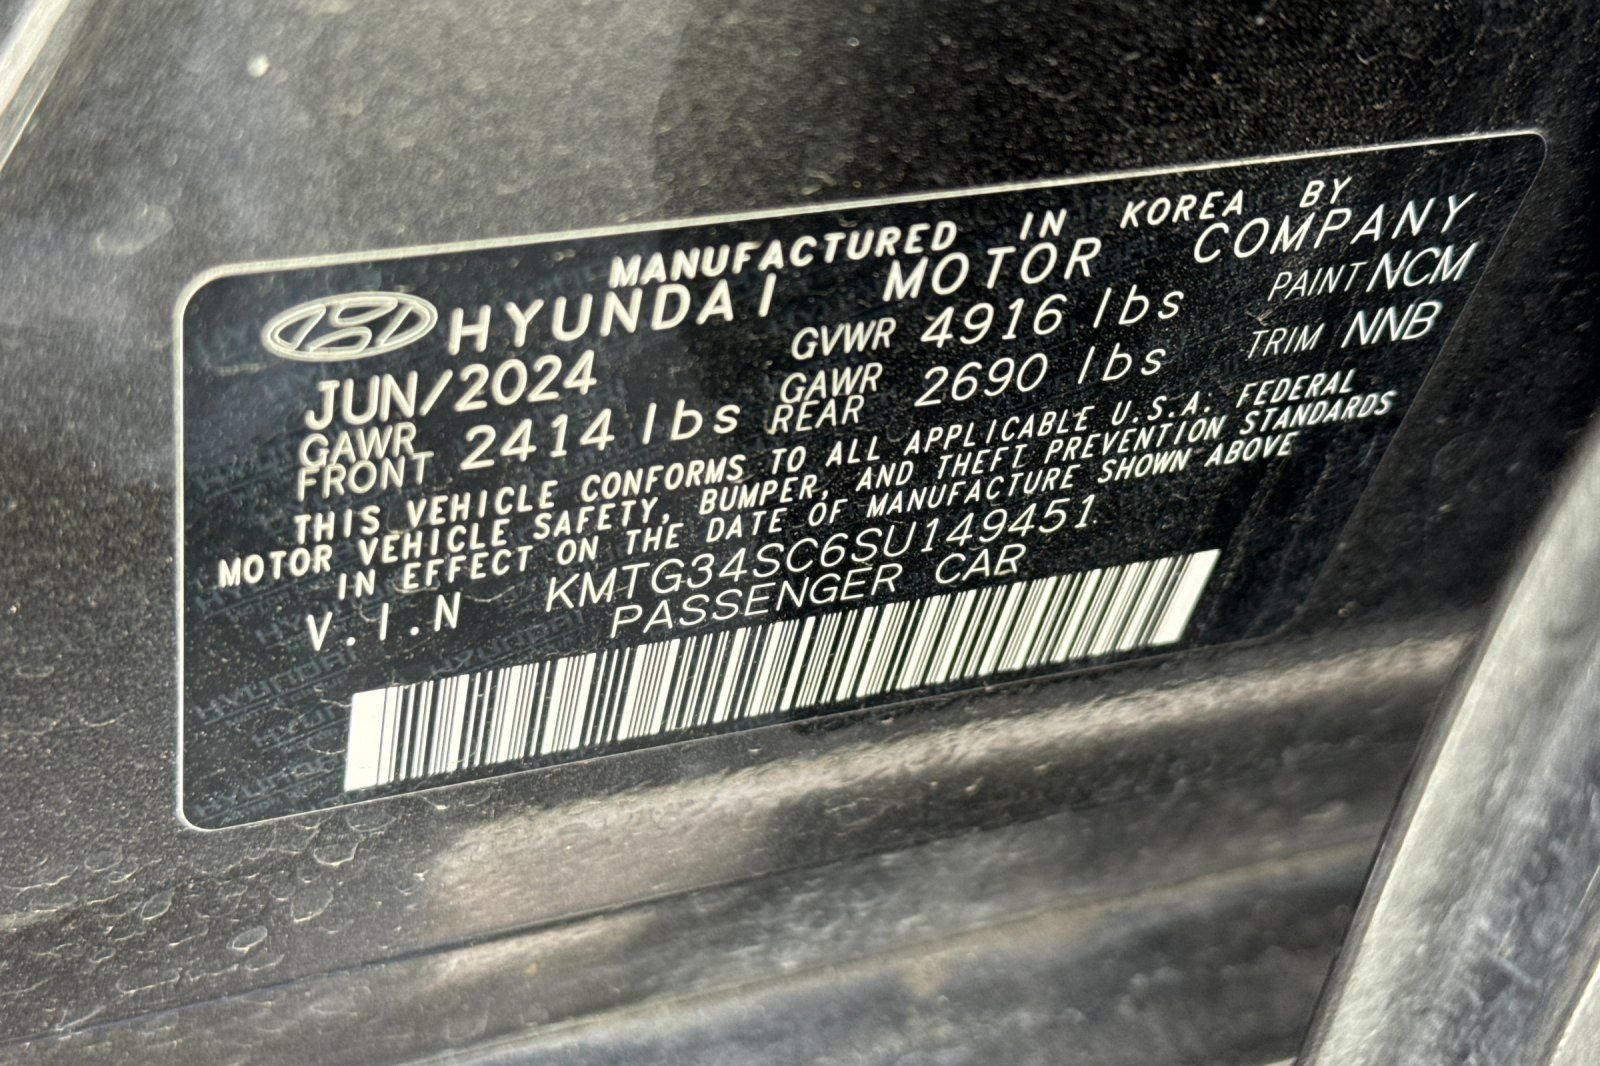 MANUFACTURED IN KOREA BY
HYUNDAI MOTOR COMPANY
JUN/2024 GVWR 4916 lbs PAINT NCM
GAWR FRONT 2414 lbs GAWR REAR 2690 lbs TRIM NNB
THIS VEHICLE CONFORMS TO ALL APPLICABLE U.S.A. FEDERAL
MOTOR VEHICLE SAFETY, BUMPER, AND THEFT PREVENTION STANDARDS
IN EFFECT ON THE DATE OF MANUFACTURE SHOWN ABOVE
V.I.N KMTG34SC6SU149451
PASSENGER CAR